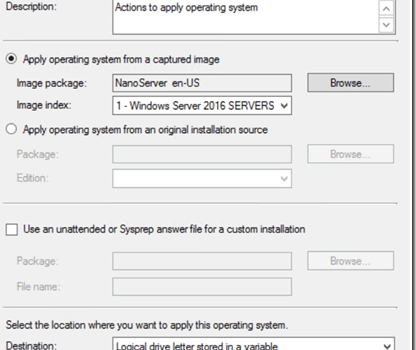 Description: Actions to apply operating system
Apply operating system from a captured image
Image package: NanoServer en-US Browse...
Image index: 1 - Windows Server 2016 SERVERS
Apply operating system from an original installation source
Package: Browse...
Edition:
Use an unattended or Sysprep answer file for a custom installation
Package: Browse...
File name:
Select the location where you want to apply this operating system.
Destination: Logical drive letter stored in a variable